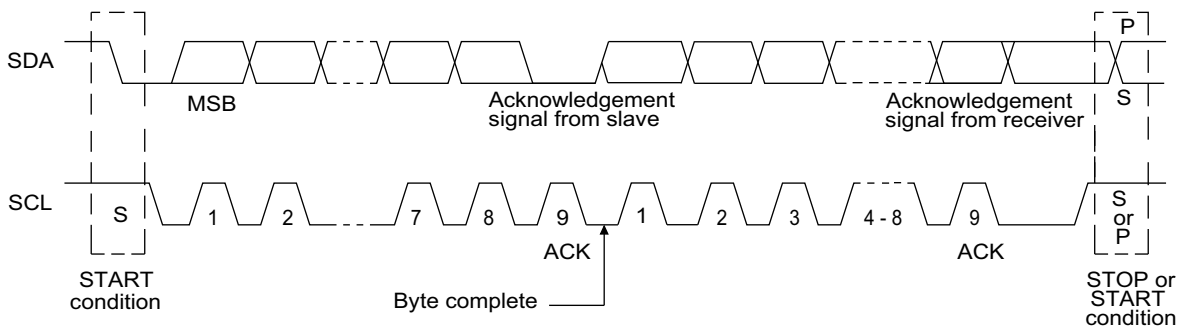 P
SDA
MSB
Acknowledgement
signal from slave
Acknowledgement
signal from receiver
S
SCL
S
1
2
7
8
9
1
2
3
4 - 8
9
S
or
P
ACK
ACK
START
condition
Byte complete
STOP or
START
condition